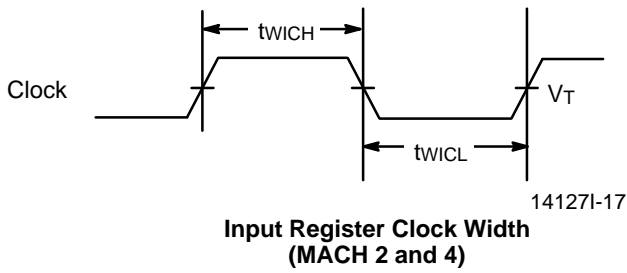 tWICH
Clock
VT
tWICL
14127I-17
Input Register Clock Width
(MACH 2 and 4)